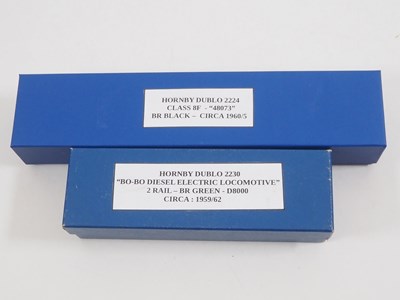 HORNBY DUBLO 2224
CLASS 8F - "48073"
BR BLACK – CIRCA 1960/5
HORNBY DUBLO 2230
"BO-BO DIESEL ELECTRIC LOCOMOTIVE"
2 RAIL – BR GREEN - D8000
CIRCA : 1959/62